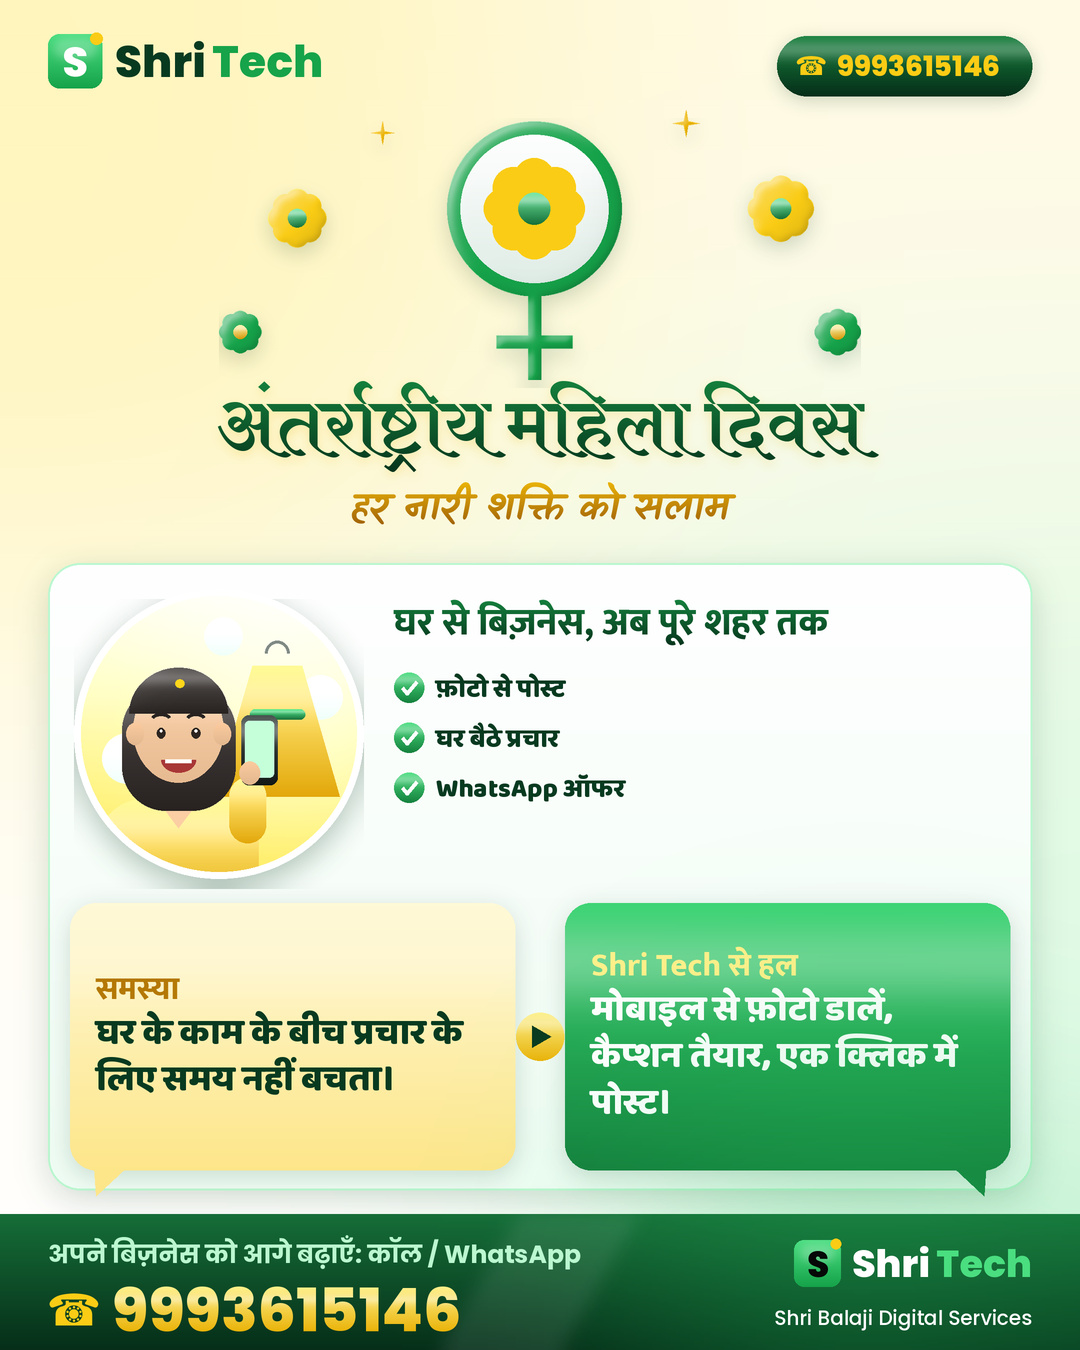 S Shri Tech
☎ 9993615146
अंतर्राष्ट्रीय महिला दिवस
हर नारी शक्ति को सलाम
घर से बिज़नेस, अब पूरे शहर तक
फ़ोटो से पोस्ट
घर बैठे प्रचार
WhatsApp ऑफर
समस्या
घर के काम के बीच प्रचार के
लिए समय नहीं बचता।
Shri Tech से हल
मोबाइल से फ़ोटो डालें,
कैप्शन तैयार, एक क्लिक में
पोस्ट।
अपने बिज़नेस को आगे बढ़ाएँ: कॉल / WhatsApp
☎ 9993615146
S Shri Tech
Shri Balaji Digital Services